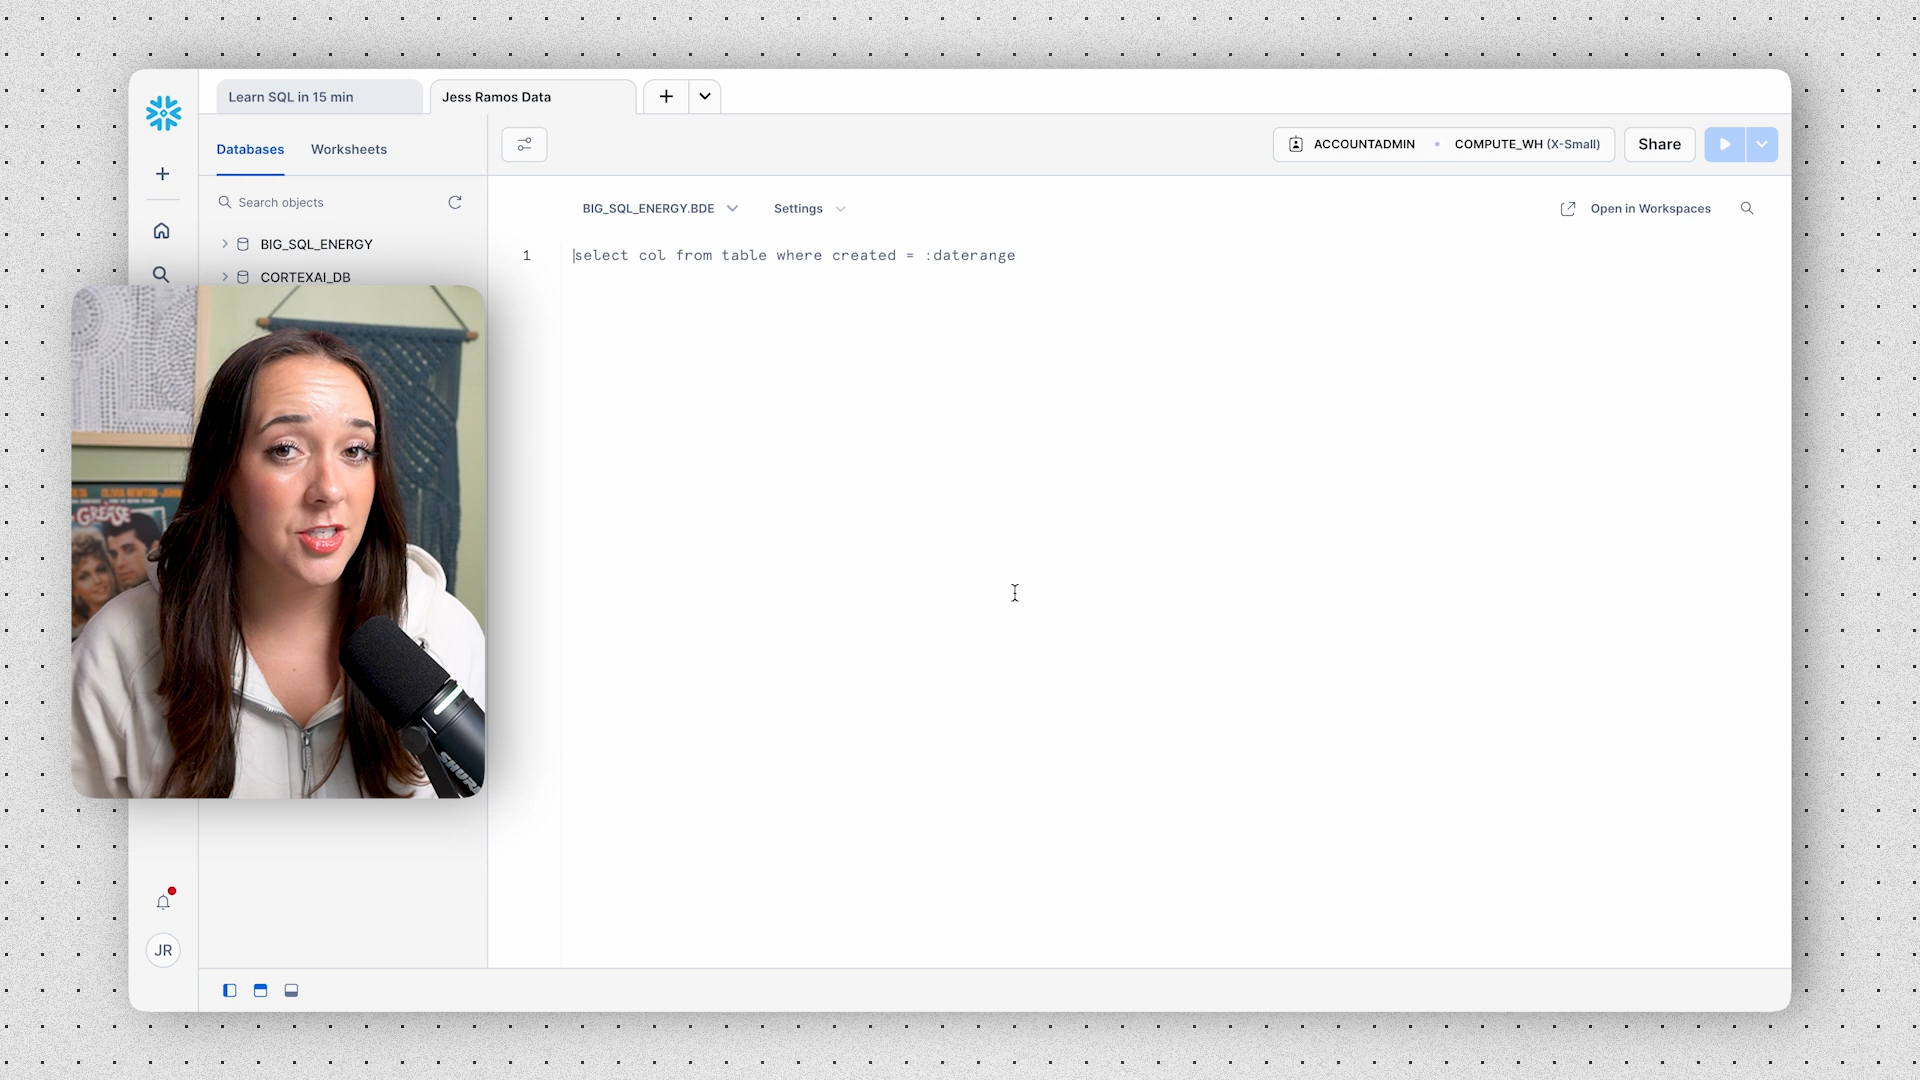 Learn SQL in 15 min
Jess Ramos Data
Databases
Worksheets
ACCOUNTADMIN • COMPUTE_WH (X-Small)
Share
Search objects
BIG_SQL_ENERGY.BDE
Settings
Open in Workspaces
BIG_SQL_ENERGY
CORTEXAI_DB
1
select col from table where created = :daterange
GREASE
SHURE
JR